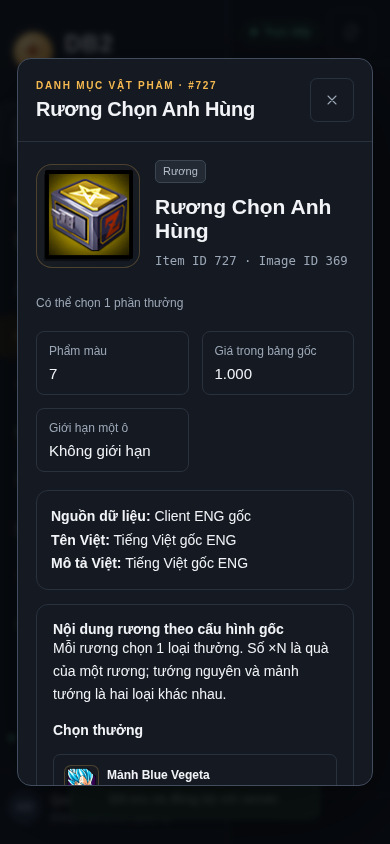 DANH MỤC VẬT PHẨM · #727
Rương Chọn Anh Hùng
Rương
Rương Chọn Anh
Hùng
Item ID 727 · Image ID 369
Có thể chọn 1 phần thưởng
Phẩm màu
7
Giá trong bảng gốc
1.000
Giới hạn một ô
Không giới hạn
Nguồn dữ liệu: Client ENG gốc
Tên Việt: Tiếng Việt gốc ENG
Mô tả Việt: Tiếng Việt gốc ENG
Nội dung rương theo cấu hình gốc
Mỗi rương chọn 1 loại thưởng. Số ×N là quà
của một rương; tướng nguyên và mảnh
tướng là hai loại khác nhau.
Chọn thưởng
Mảnh Blue Vegeta